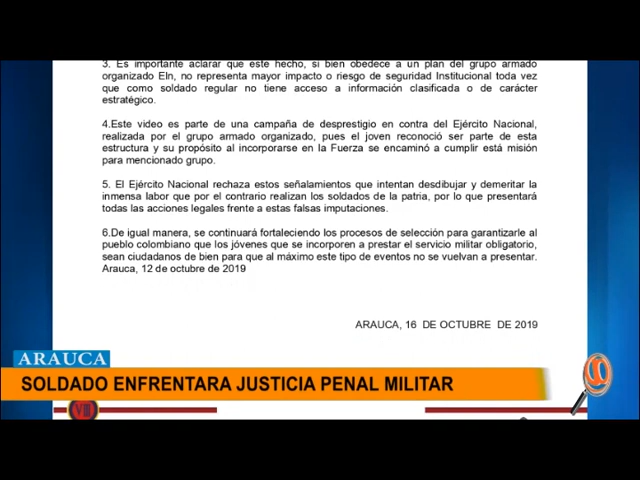 3. Es importante aclarar que este hecho, si bien obedece a un plan del grupo armado
organizado Eln, no representa mayor impacto o riesgo de seguridad Institucional toda vez
que como soldado regular no tiene acceso a información clasificada o de carácter
estratégico.
4.Este video es parte de una campaña de desprestigio en contra del Ejército Nacional,
realizada por el grupo armado organizado, pues el joven reconoció ser parte de esta
estructura y su propósito al incorporarse en la Fuerza se encaminó a cumplir está misión
para mencionado grupo.
5. El Ejército Nacional rechaza estos señalamientos que intentan desdibujar y demeritar la
inmensa labor que por el contrario realizan los soldados de la patria, por lo que presentará
todas las acciones legales frente a estas falsas imputaciones.
6.De igual manera, se continuará fortaleciendo los procesos de selección para garantizarle al
pueblo colombiano que los jóvenes que se incorporen a prestar el servicio militar obligatorio,
sean ciudadanos de bien para que al máximo este tipo de eventos no se vuelvan a presentar.
Arauca, 12 de octubre de 2019
ARAUCA, 16 DE OCTUBRE DE 2019
ARAUCA
SOLDADO ENFRENTARA JUSTICIA PENAL MILITAR
VIII